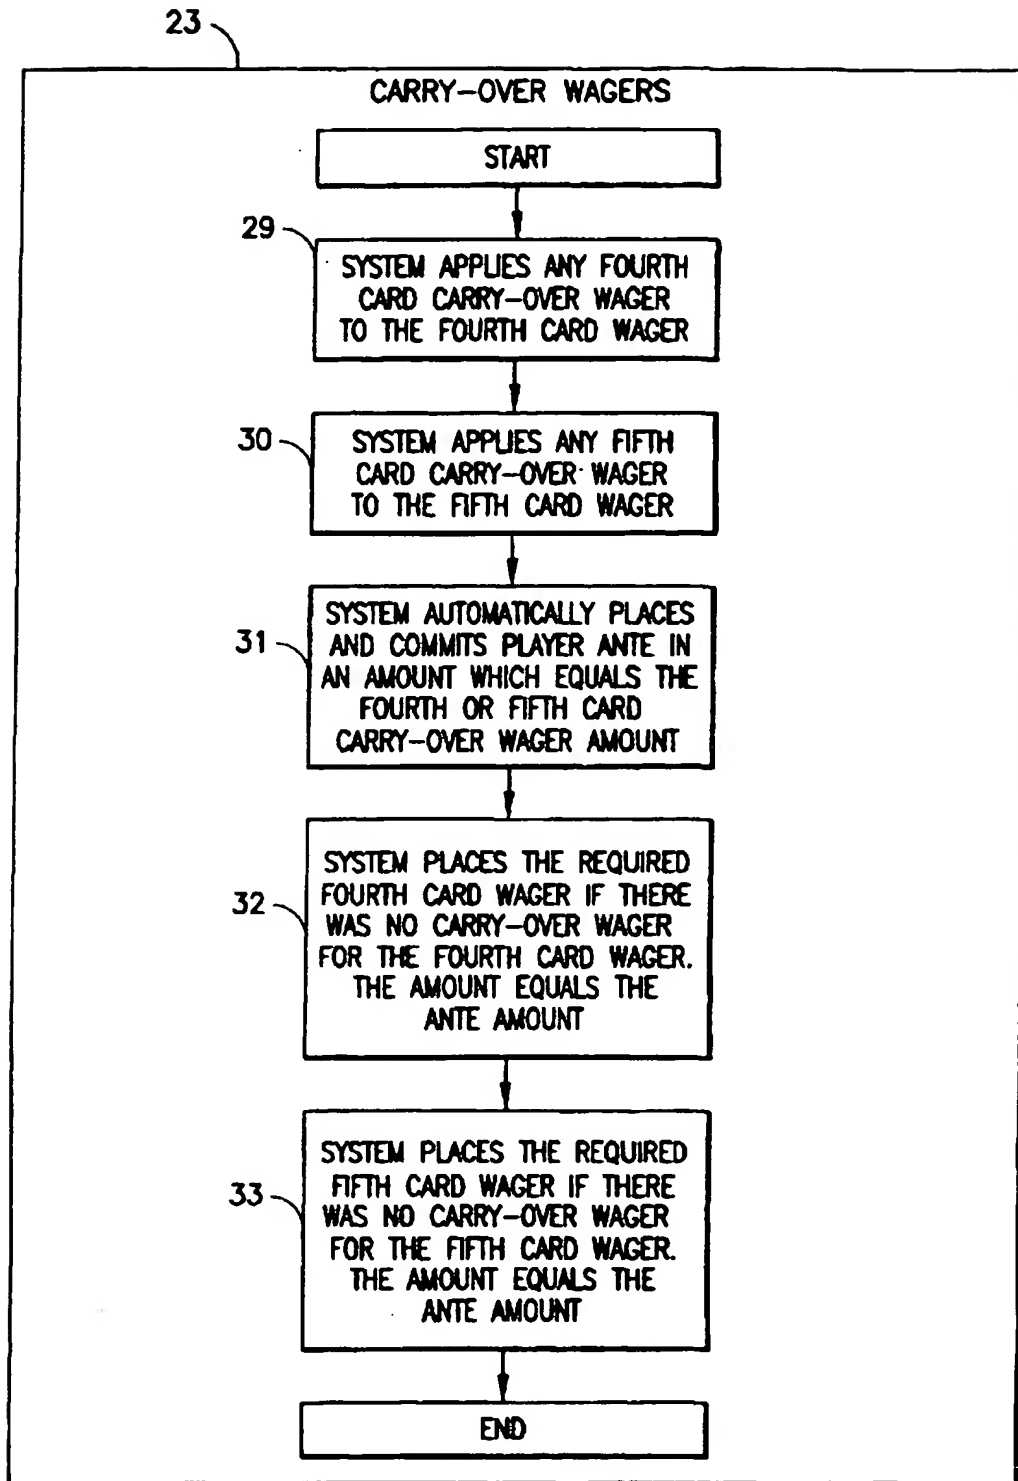 23
CARRY-OVER WAGERS
START
29
SYSTEM APPLIES ANY FOURTH
CARD CARRY-OVER WAGER
TO THE FOURTH CARD WAGER
30
SYSTEM APPLIES ANY FIFTH
CARD CARRY-OVER WAGER
TO THE FIFTH CARD WAGER
31
SYSTEM AUTOMATICALLY PLACES
AND COMMITS PLAYER ANTE IN
AN AMOUNT WHICH EQUALS THE
FOURTH OR FIFTH CARD
CARRY-OVER WAGER AMOUNT
32
SYSTEM PLACES THE REQUIRED
FOURTH CARD WAGER IF THERE
WAS NO CARRY-OVER WAGER
FOR THE FOURTH CARD WAGER.
THE AMOUNT EQUALS THE
ANTE AMOUNT
33
SYSTEM PLACES THE REQUIRED
FIFTH CARD WAGER IF THERE
WAS NO CARRY-OVER WAGER
FOR THE FIFTH CARD WAGER.
THE AMOUNT EQUALS THE
ANTE AMOUNT
END